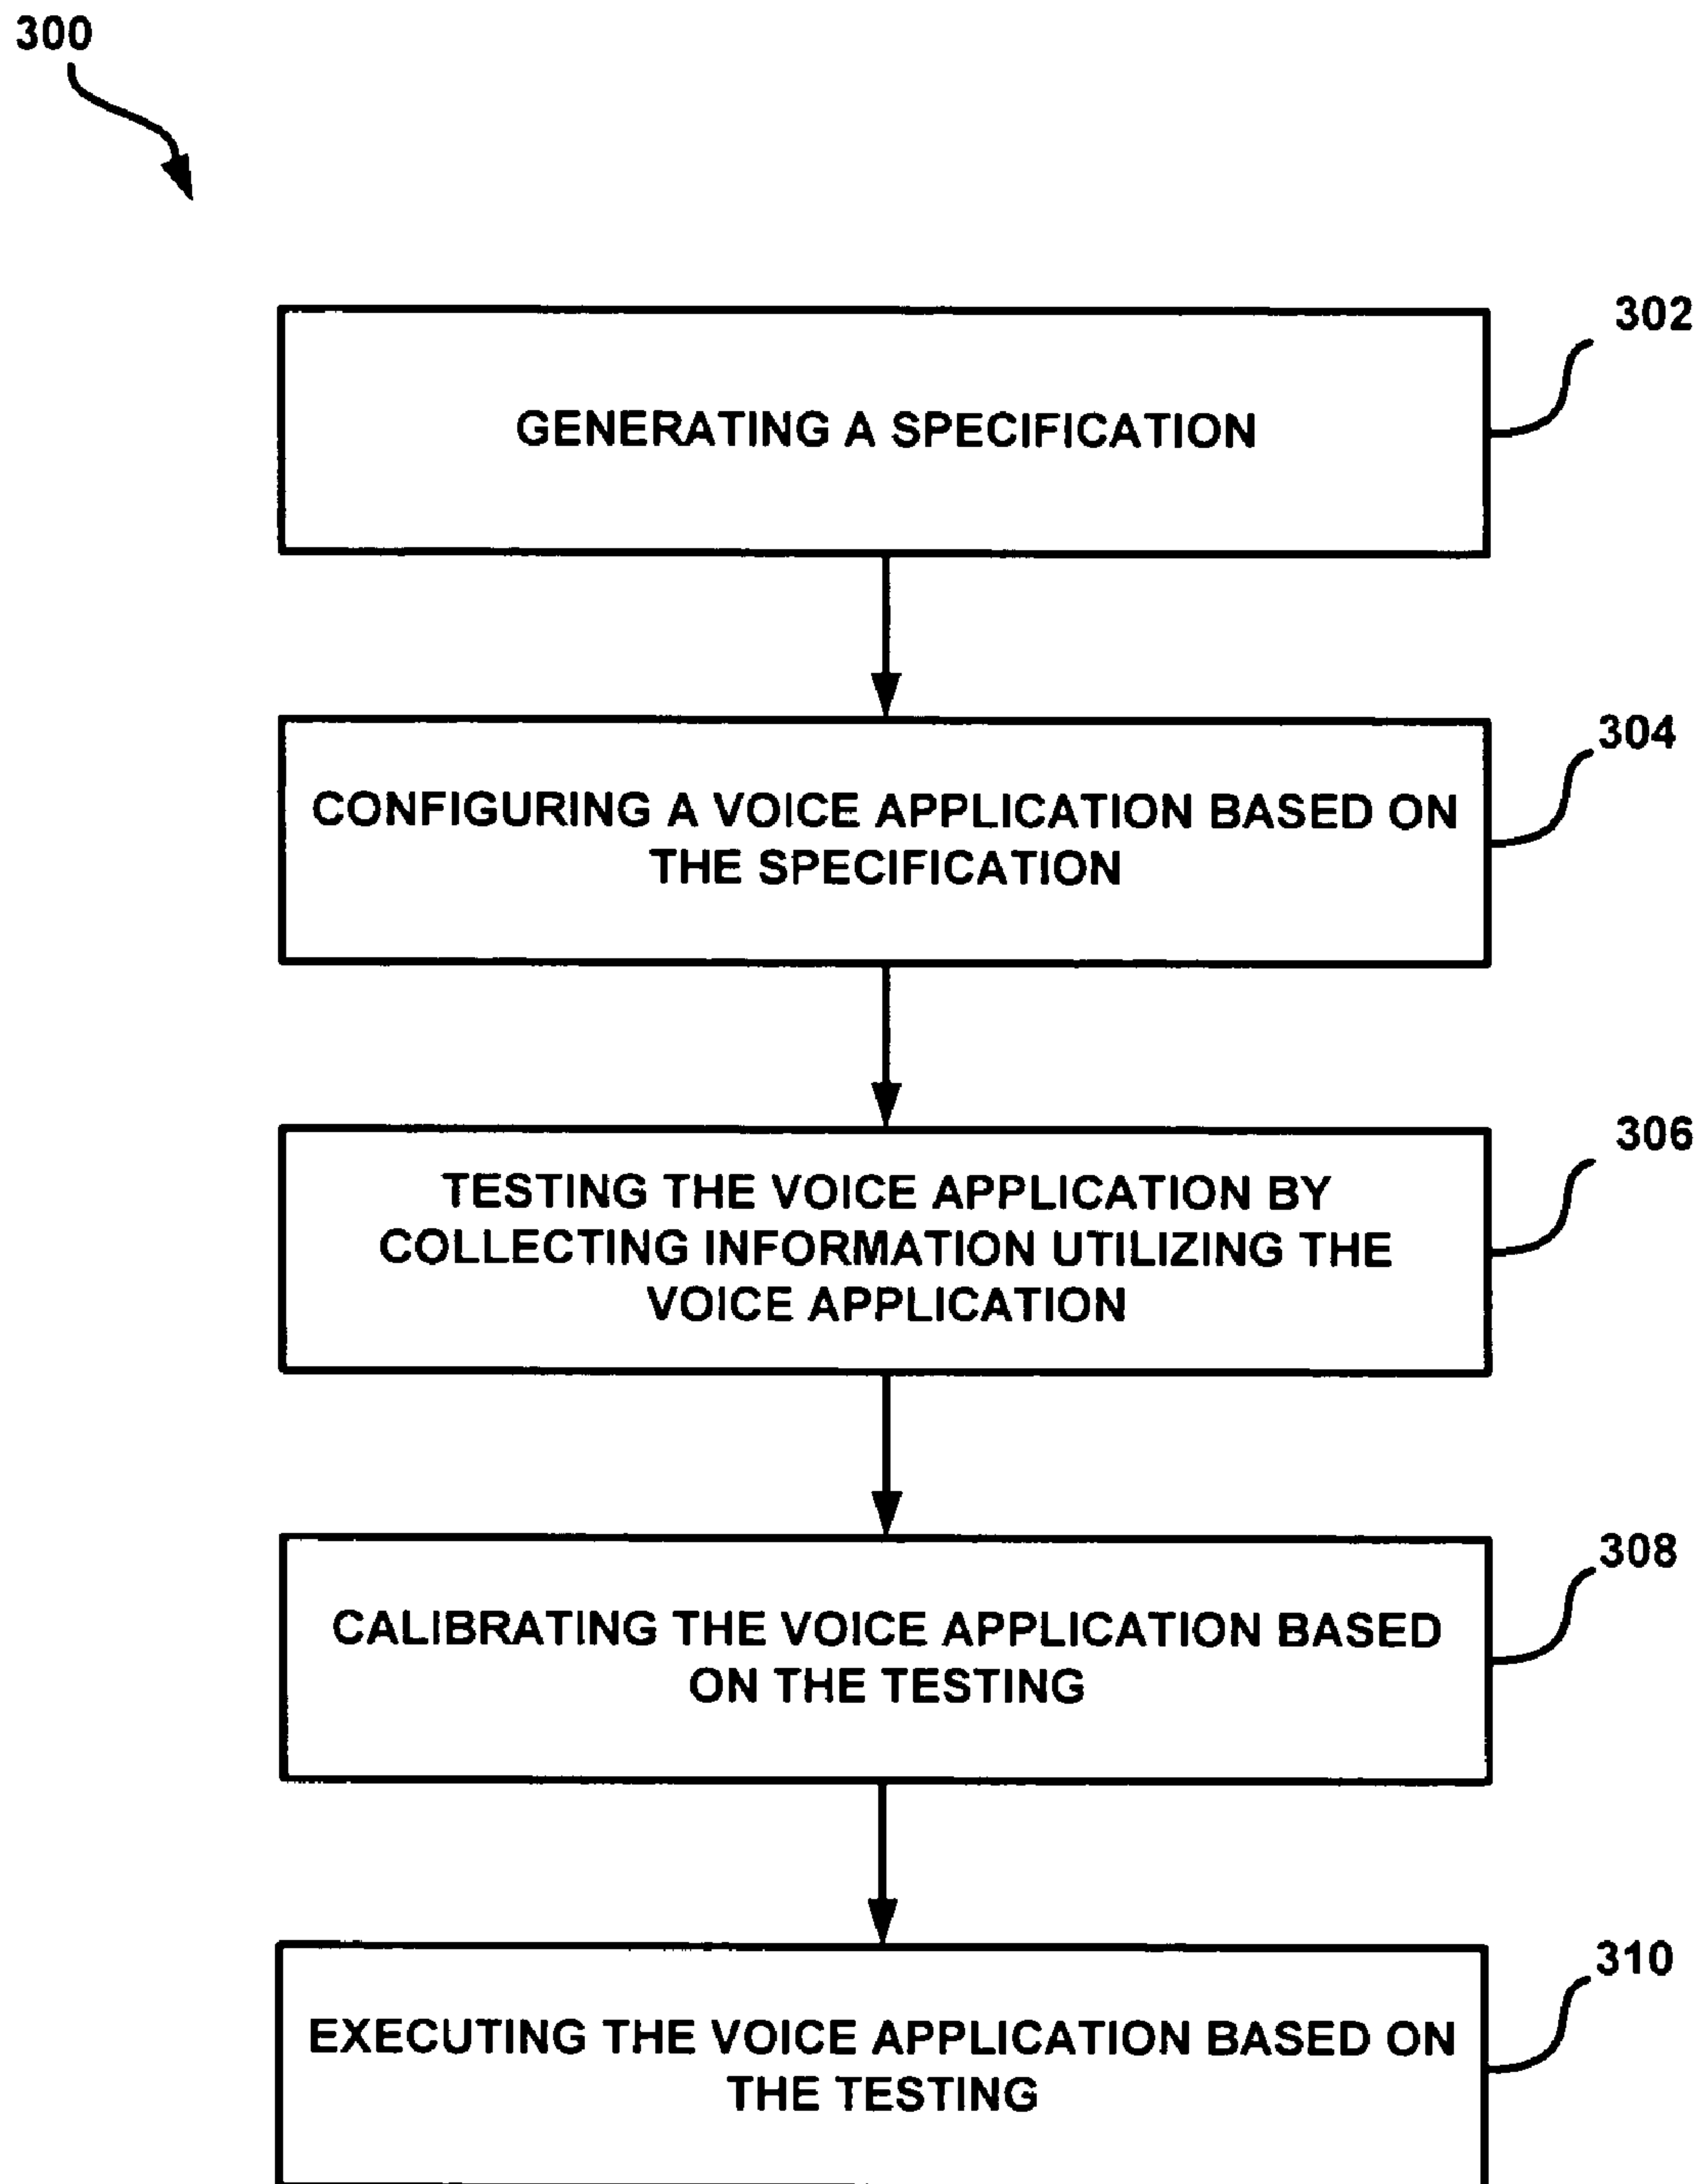 300
302
GENERATING A SPECIFICATION
304
CONFIGURING A VOICE APPLICATION BASED ON
THE SPECIFICATION
306
TESTING THE VOICE APPLICATION BY
COLLECTING INFORMATION UTILIZING THE
VOICE APPLICATION
308
CALIBRATING THE VOICE APPLICATION BASED
ON THE TESTING
310
EXECUTING THE VOICE APPLICATION BASED ON
THE TESTING